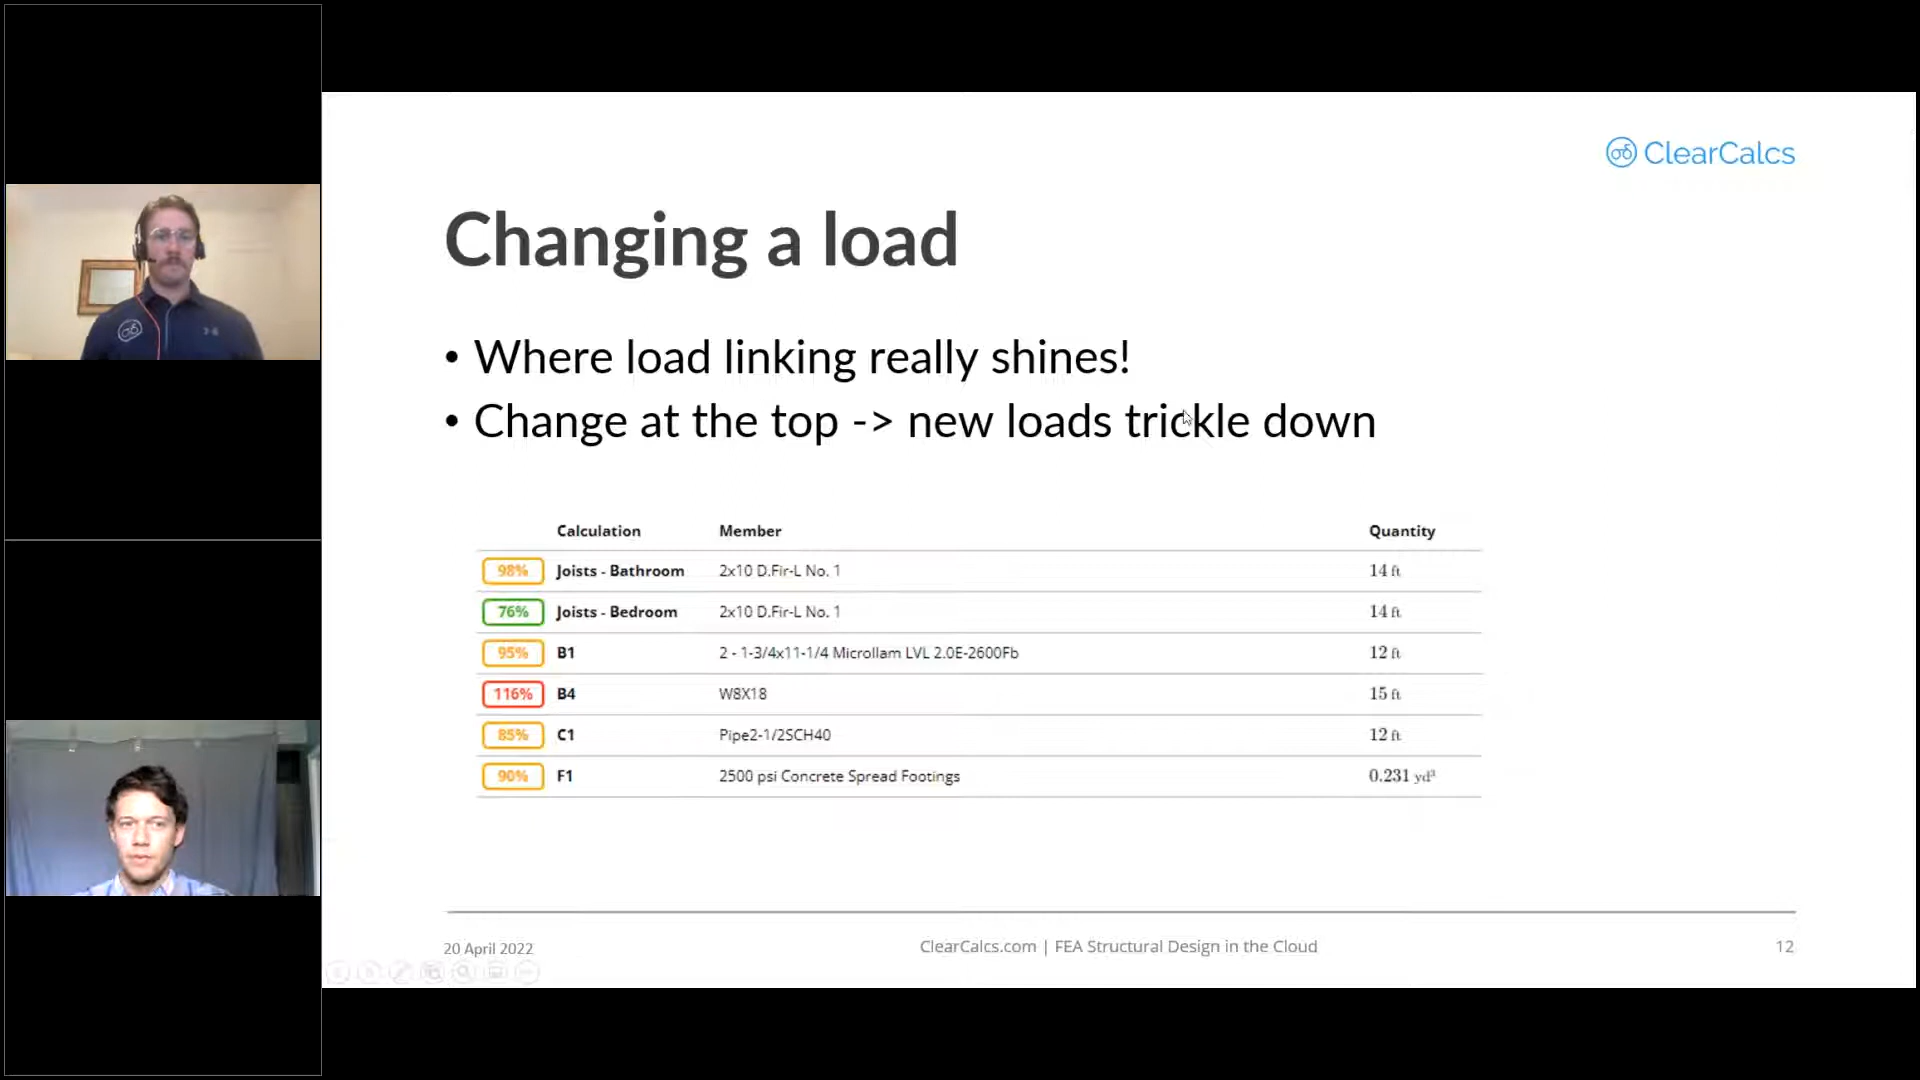 ClearCalcs
Changing a load
• Where load linking really shines!
• Change at the top -> new loads trickle down
Calculation Member Quantity
98% Joists - Bathroom 2x10 D.Fir-L No. 1 14 ft
76% Joists - Bedroom 2x10 D.Fir-L No. 1 14 ft
95% B1 2 - 1-3/4x11-1/4 Microllam LVL 2.0E-2600Fb 12 ft
116% B4 W8X18 15 ft
85% C1 Pipe2-1/2SCH40 12 ft
90% F1 2500 psi Concrete Spread Footings 0.231 yd³
20 April 2022 ClearCalcs.com | FEA Structural Design in the Cloud 12